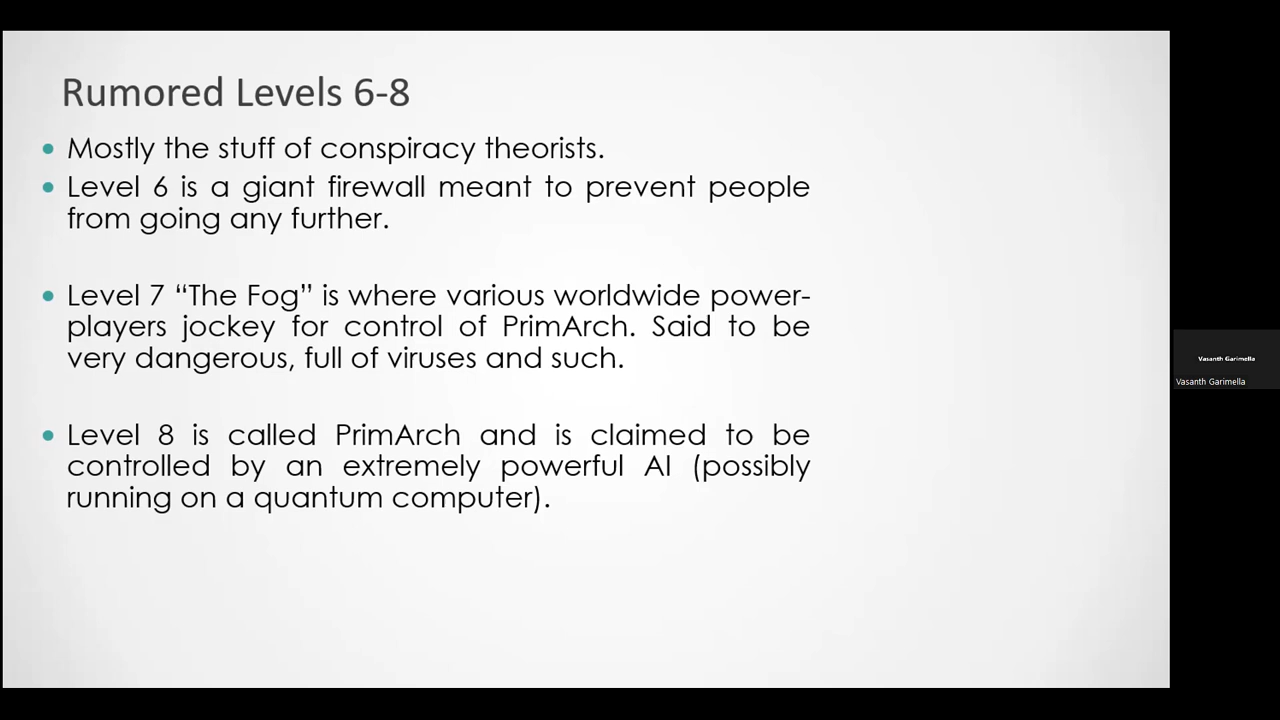 Rumored Levels 6-8
Mostly the stuff of conspiracy theorists.
Level 6 is a giant firewall meant to prevent people
from going any further.
Level 7 “The Fog” is where various worldwide power-
players jockey for control of PrimArch. Said to be
very dangerous, full of viruses and such.
Level 8 is called PrimArch and is claimed to be
controlled by an extremely powerful AI (possibly
running on a quantum computer).
Vasanth Garimella
Vasanth Garimella